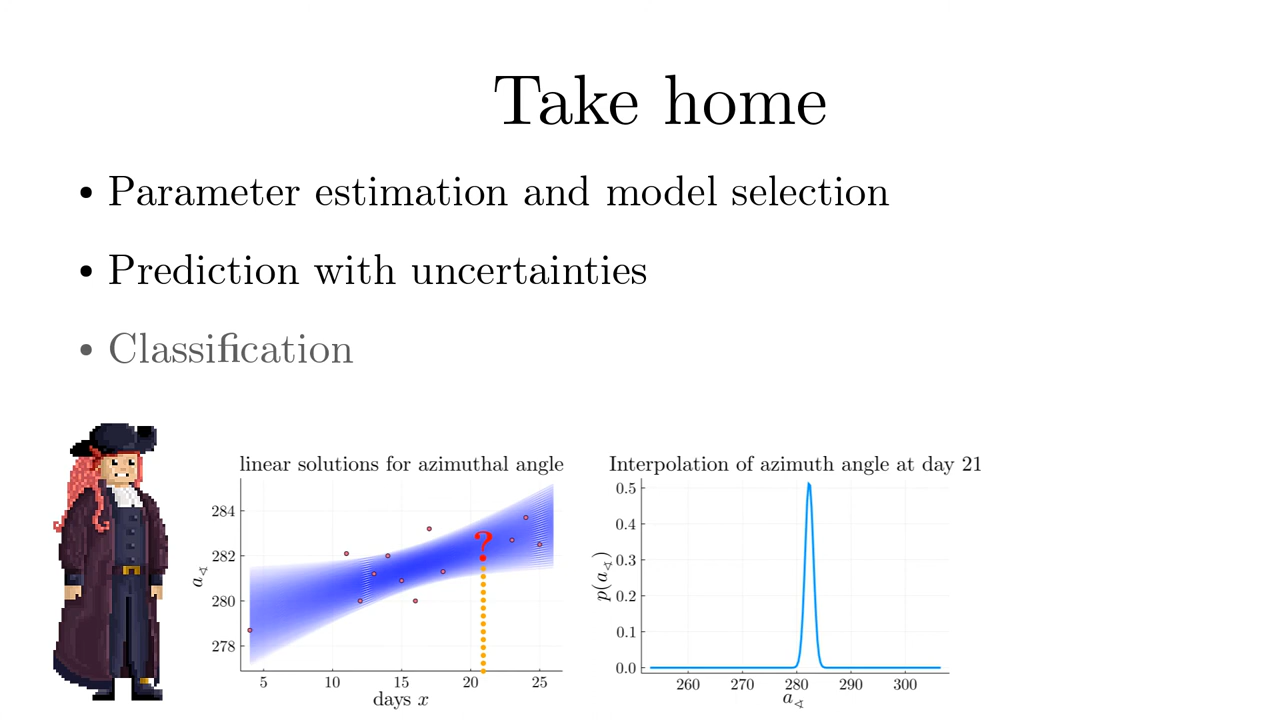 Take home
• Parameter estimation and model selection
• Prediction with uncertainties
• Classification
linear solutions for azimuthal angle
284
282
280
278
a∢
?
5 10 15 20 25
days x
Interpolation of azimuth angle at day 21
0.5
0.4
0.3
0.2
0.1
0.0
p(a∢)
260 270 280 290 300
a∢